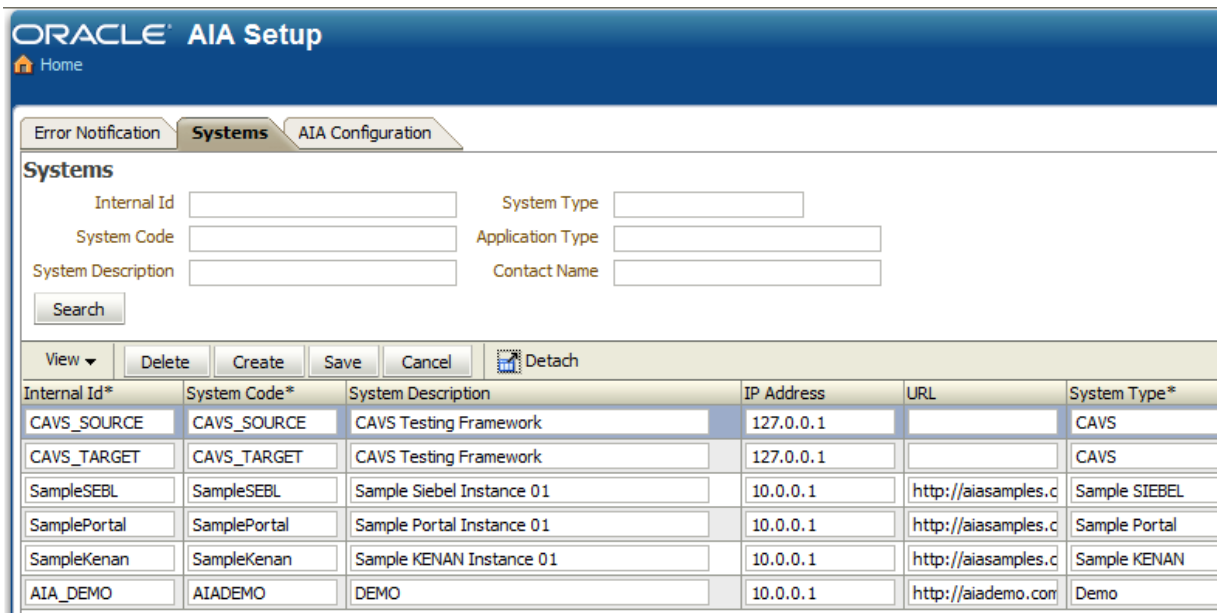 ORACLE AIA Setup
Home
Error Notification Systems AIA Configuration
Systems
Internal Id System Type
System Code Application Type
System Description Contact Name
Search
View Delete Create Save Cancel Detach
Internal Id* System Code* System Description IP Address URL System Type*
CAVS_SOURCE CAVS_SOURCE CAVS Testing Framework 127.0.0.1 CAVS
CAVS_TARGET CAVS_TARGET CAVS Testing Framework 127.0.0.1 CAVS
SampleSEBL SampleSEBL Sample Siebel Instance 01 10.0.0.1 http://aiasamples.c Sample SIEBEL
SamplePortal SamplePortal Sample Portal Instance 01 10.0.0.1 http://aiasamples.c Sample Portal
SampleKenan SampleKenan Sample KENAN Instance 01 10.0.0.1 http://aiasamples.c Sample KENAN
AIA_DEMO AIADEMO DEMO 10.0.0.1 http://aiademo.com Demo